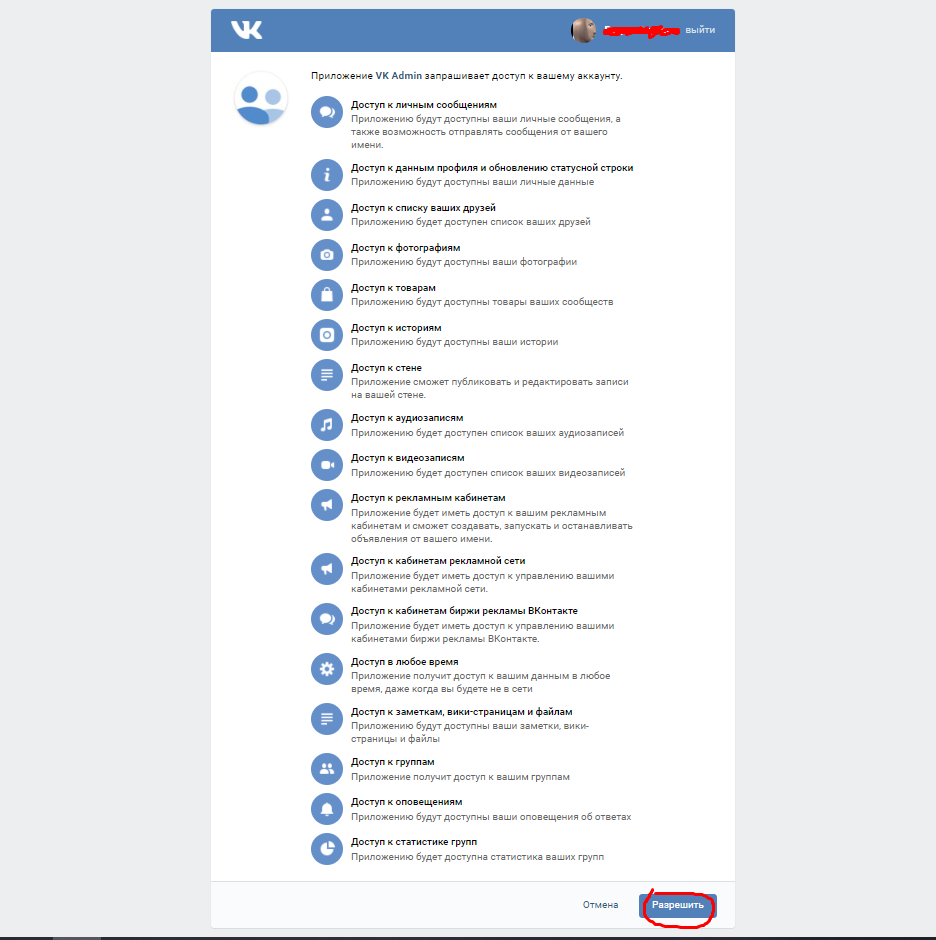 VK
выйти
Приложение VK Admin запрашивает доступ к вашему аккаунту.
Доступ к личным сообщениям
Приложению будут доступны ваши личные сообщения, а
также возможность отправлять сообщения от вашего
имени.
Доступ к данным профиля и обновлению статусной строки
Приложению будут доступны ваши личные данные
Доступ к списку ваших друзей
Приложению будет доступен список ваших друзей
Доступ к фотографиям
Приложению будут доступны ваши фотографии
Доступ к товарам
Приложению будут доступны товары ваших сообществ
Доступ к историям
Приложению будут доступны ваши истории
Доступ к стене
Приложение сможет публиковать и редактировать записи
на вашей стене.
Доступ к аудиозаписям
Приложению будет доступен список ваших аудиозаписей
Доступ к видеозаписям
Приложению будет доступен список ваших видеозаписей
Доступ к рекламным кабинетам
Приложение будет иметь доступ к вашим рекламным
кабинетам и сможет создавать, запускать и останавливать
объявления от вашего имени.
Доступ к кабинетам рекламной сети
Приложение будет иметь доступ к управлению вашими
кабинетами рекламной сети.
Доступ к кабинетам биржи рекламы ВКонтакте
Приложение будет иметь доступ к управлению вашими
кабинетами биржи рекламы ВКонтакте.
Доступ в любое время
Приложение получит доступ к вашим данным в любое
время, даже когда вы будете не в сети
Доступ к заметкам, вики-страницам и файлам
Приложению будут доступны ваши заметки, вики-
страницы и файлы
Доступ к группам
Приложение получит доступ к вашим группам
Доступ к оповещениям
Приложению будут доступны ваши оповещения об ответах
Доступ к статистике групп
Приложению будет доступна статистика ваших групп
Отмена
Разрешить